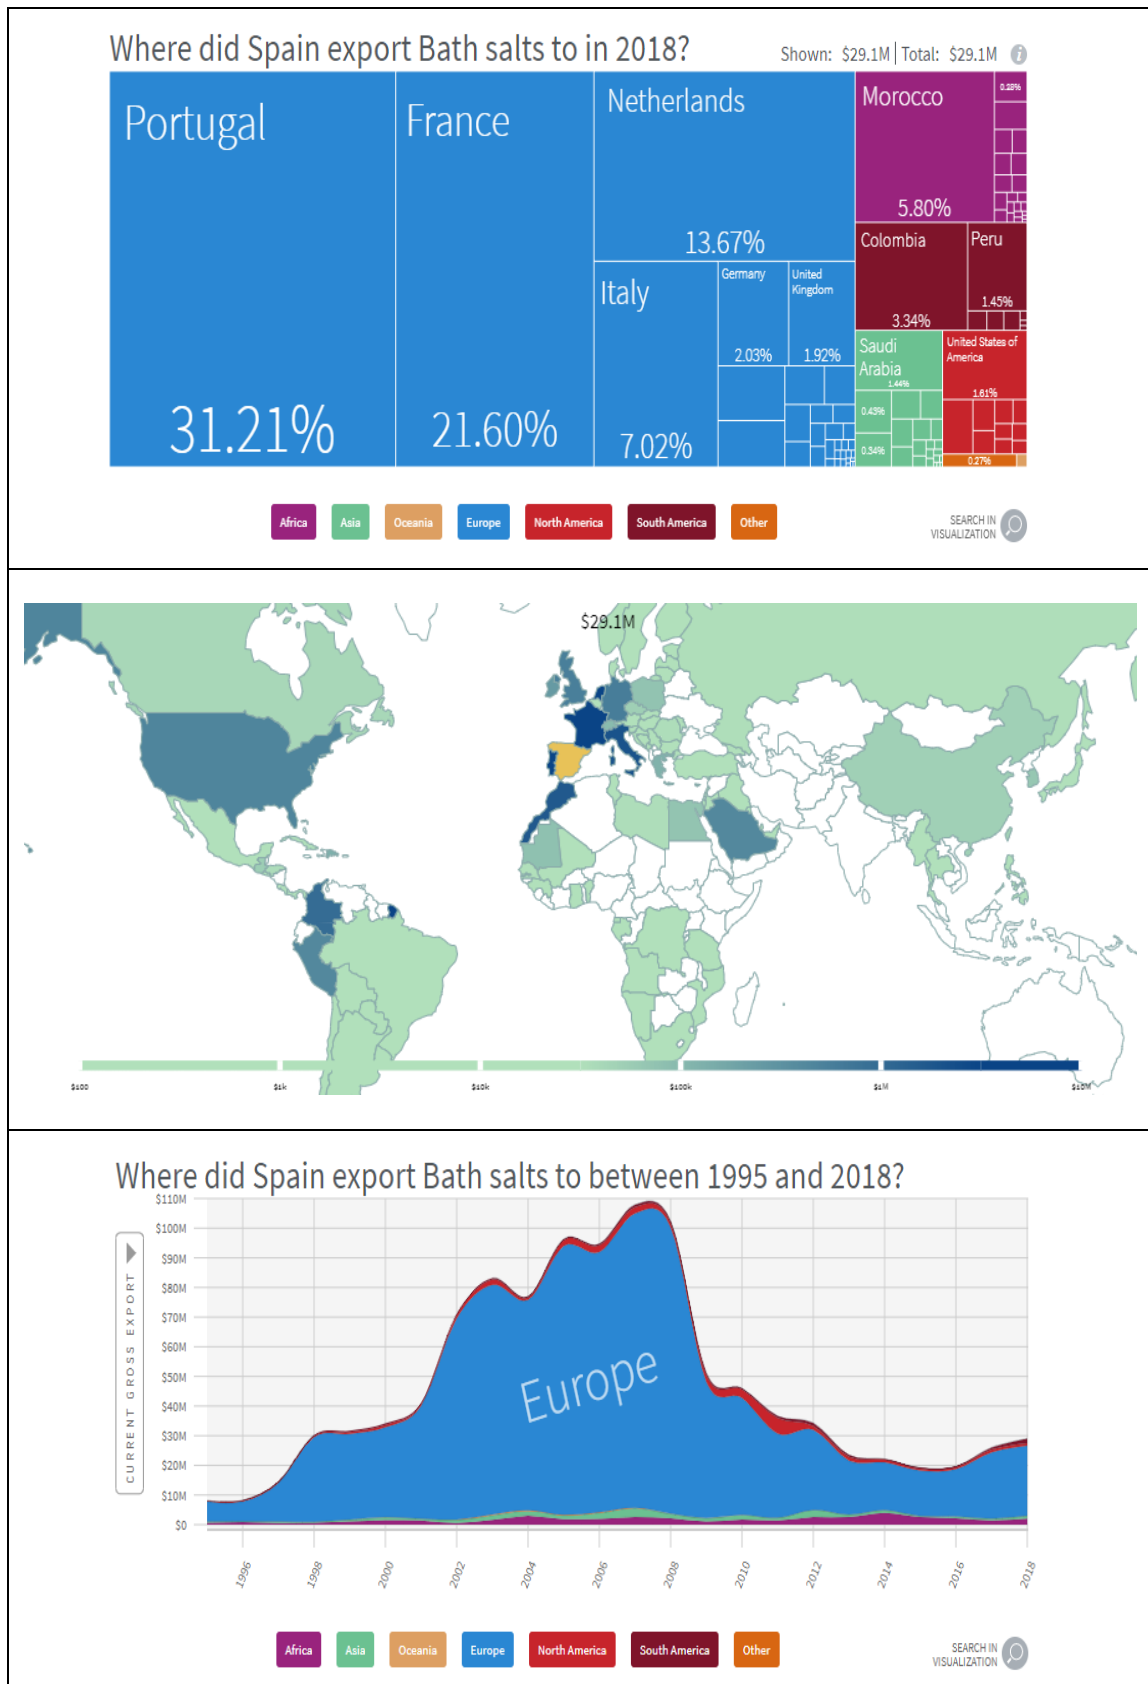 Where did Spain export Bath salts to in 2018?
Shown: $29.1M | Total: $29.1M i
Portugal
31.21%
France
21.60%
Netherlands
13.67%
Italy
7.02%
Germany
2.03%
United
Kingdom
1.92%
Morocco
5.80%
0.23%
Colombia
3.34%
Peru
1.45%
Saudi
Arabia
1.44%
0.43%
0.34%
United States of
America
1.61%
0.27%
Africa
Asia
Oceania
Europe
North America
South America
Other
SEARCH IN
VISUALIZATION
$29.1M
$100
$1k
$10k
$100k
$1M
$10M
Where did Spain export Bath salts to between 1995 and 2018?
CURRENT GROSS EXPORT
$110M
$100M
$90M
$80M
$70M
$60M
$50M
$40M
$30M
$20M
$10M
$0
Europe
1996
1998
2000
2002
2004
2006
2008
2010
2012
2014
2016
2018
Africa
Asia
Oceania
Europe
North America
South America
Other
SEARCH IN
VISUALIZATION